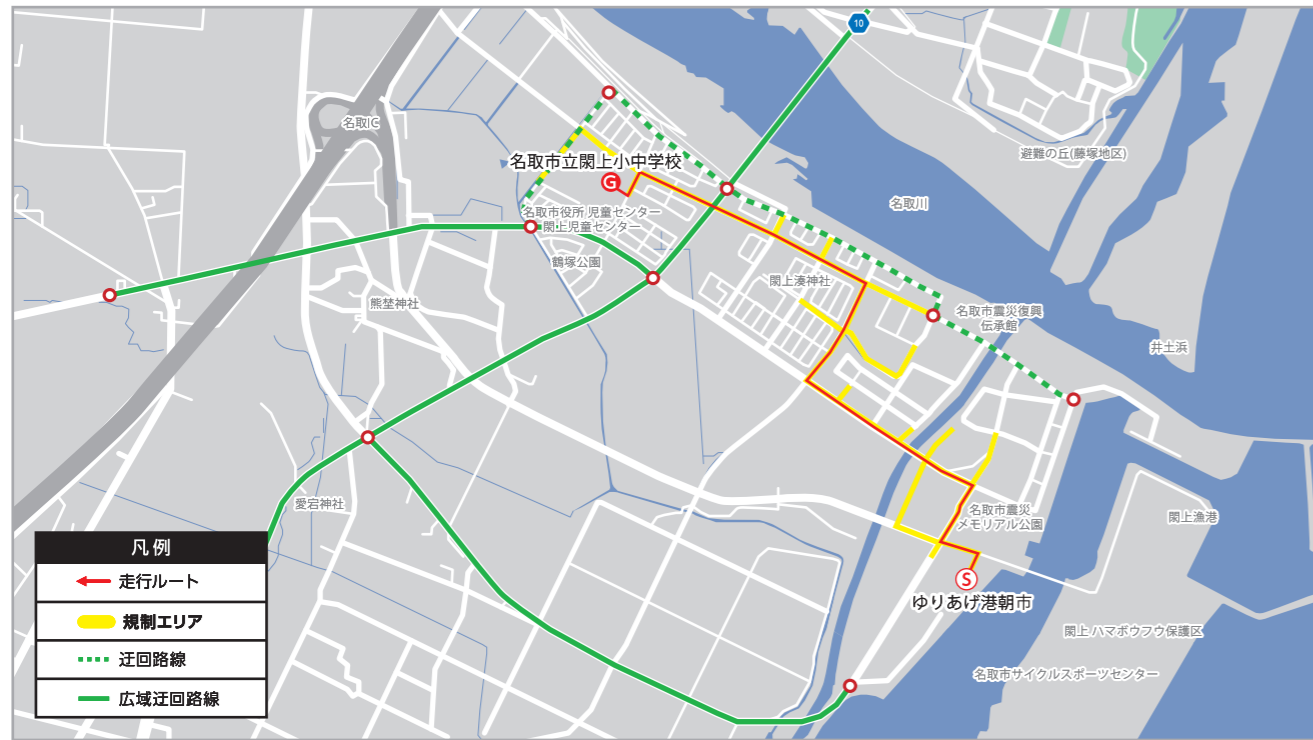 10
名取IC
避難の丘(藤塚地区)
名取市立閖上小中学校
G
名取川
名取市役所 児童センター
閖上児童センター
鶴塚公園
閖上湊神社
熊埜神社
名取市震災復興
伝承館
井土浜
愛宕神社
名取市震災
メモリアル公園
閖上漁港
S
ゆりあげ港朝市
閖上 ハマボウフウ保護区
名取市サイクルスポーツセンター
凡例
走行ルート
規制エリア
迂回路線
広域迂回路線